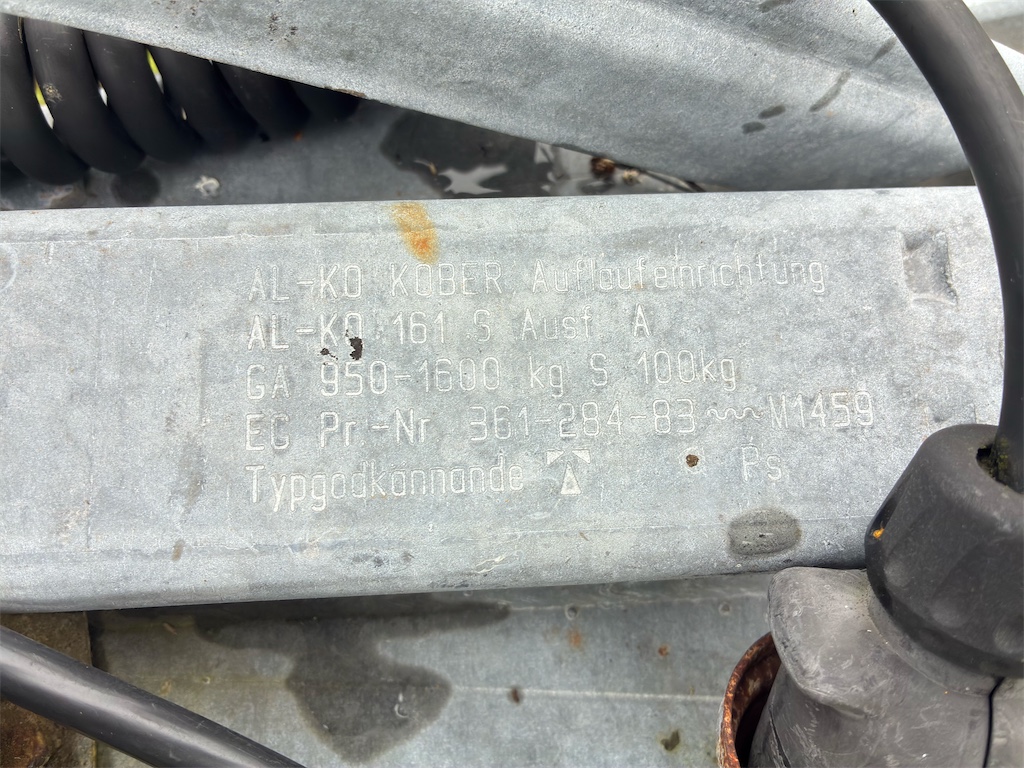 AL-KO KOBER Auflaufeinrichtung
AL-KO 161 S Ausf A
GA 950-1600 kg S 100kg
EG Pr.-Nr. 361-284-83 ~~~ M1459
Typgodkannande Ps